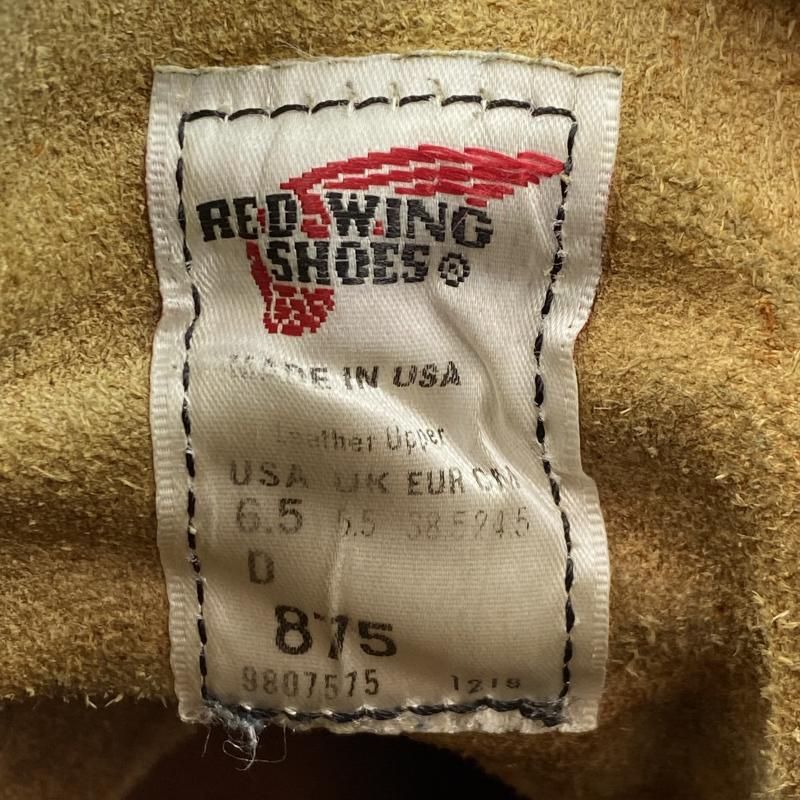 RED WING
SHOES ®
MADE IN USA
Leather Upper
USA UK EUR CM
6.5 5.5 38.5 24.5
D
875
9807575